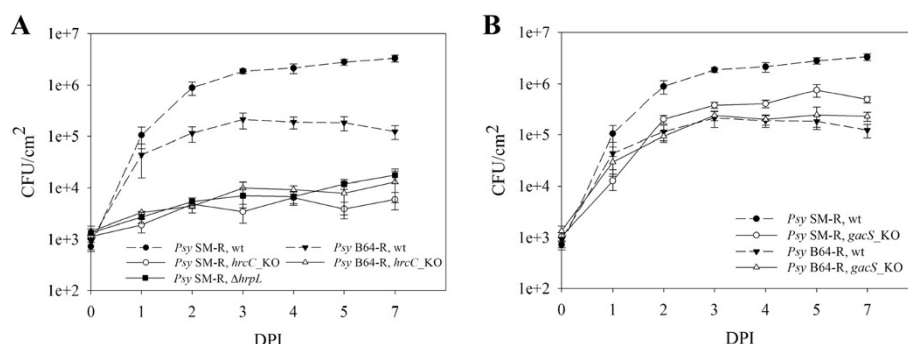 A
1e+7
1e+6
1e+5
1e+4
1e+3
1e+2
CFU/cm²
0 1 2 3 4 5 7
DPI
Psy SM-R, wt
Psy B64-R, wt
Psy SM-R, hrcC_KO
Psy B64-R, hrcC_KO
Psy SM-R, ΔhrpL
B
1e+7
1e+6
1e+5
1e+4
1e+3
1e+2
CFU/cm²
0 1 2 3 4 5 7
DPI
Psy SM-R, wt
Psy SM-R, gacS_KO
Psy B64-R, wt
Psy B64-R, gacS_KO